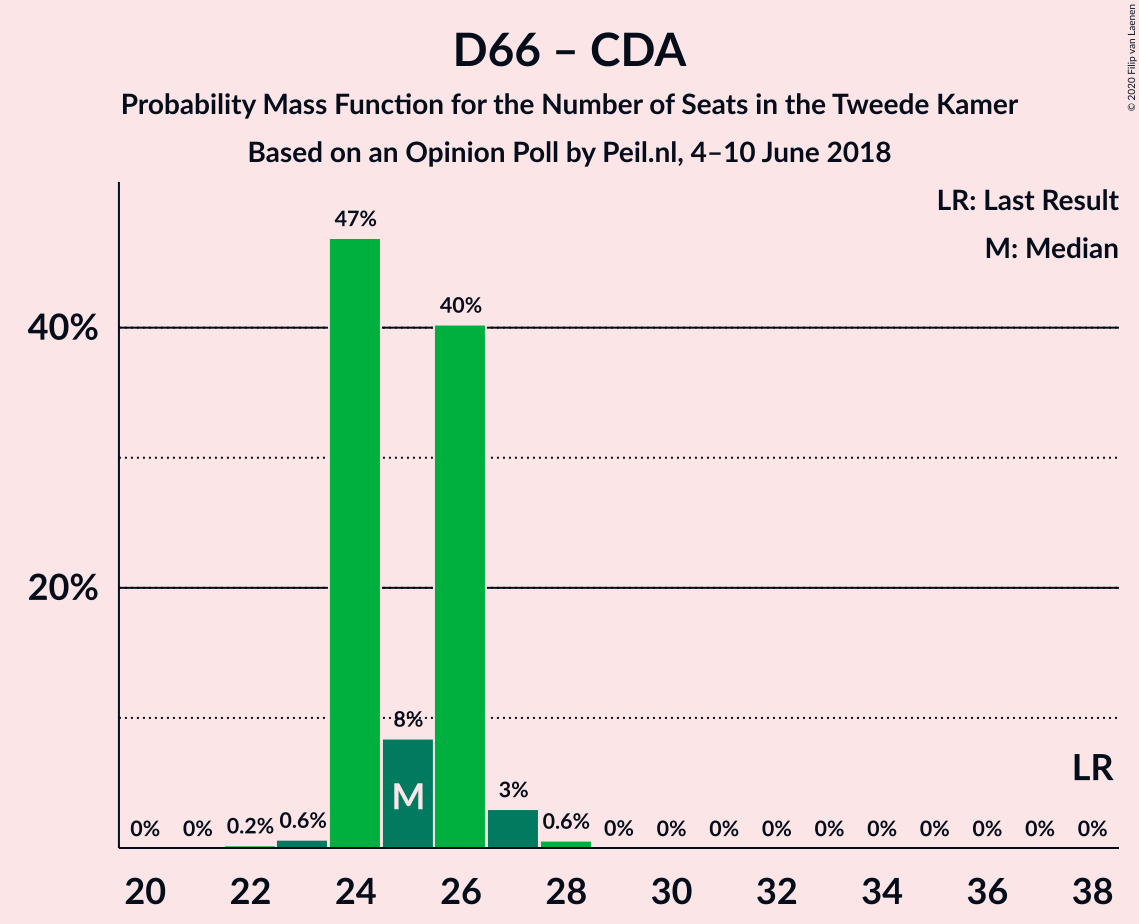 D66 – CDA
Probability Mass Function for the Number of Seats in the Tweede Kamer
Based on an Opinion Poll by Peil.nl, 4–10 June 2018
© 2020 Filip van Laenen
LR: Last Result
M: Median
47%
40%
40%
20%
8%
M
LR
0% 0% 0.2% 0.6% 3% 0.6% 0% 0% 0% 0% 0% 0% 0% 0% 0% 0%
20 22 24 26 28 30 32 34 36 38